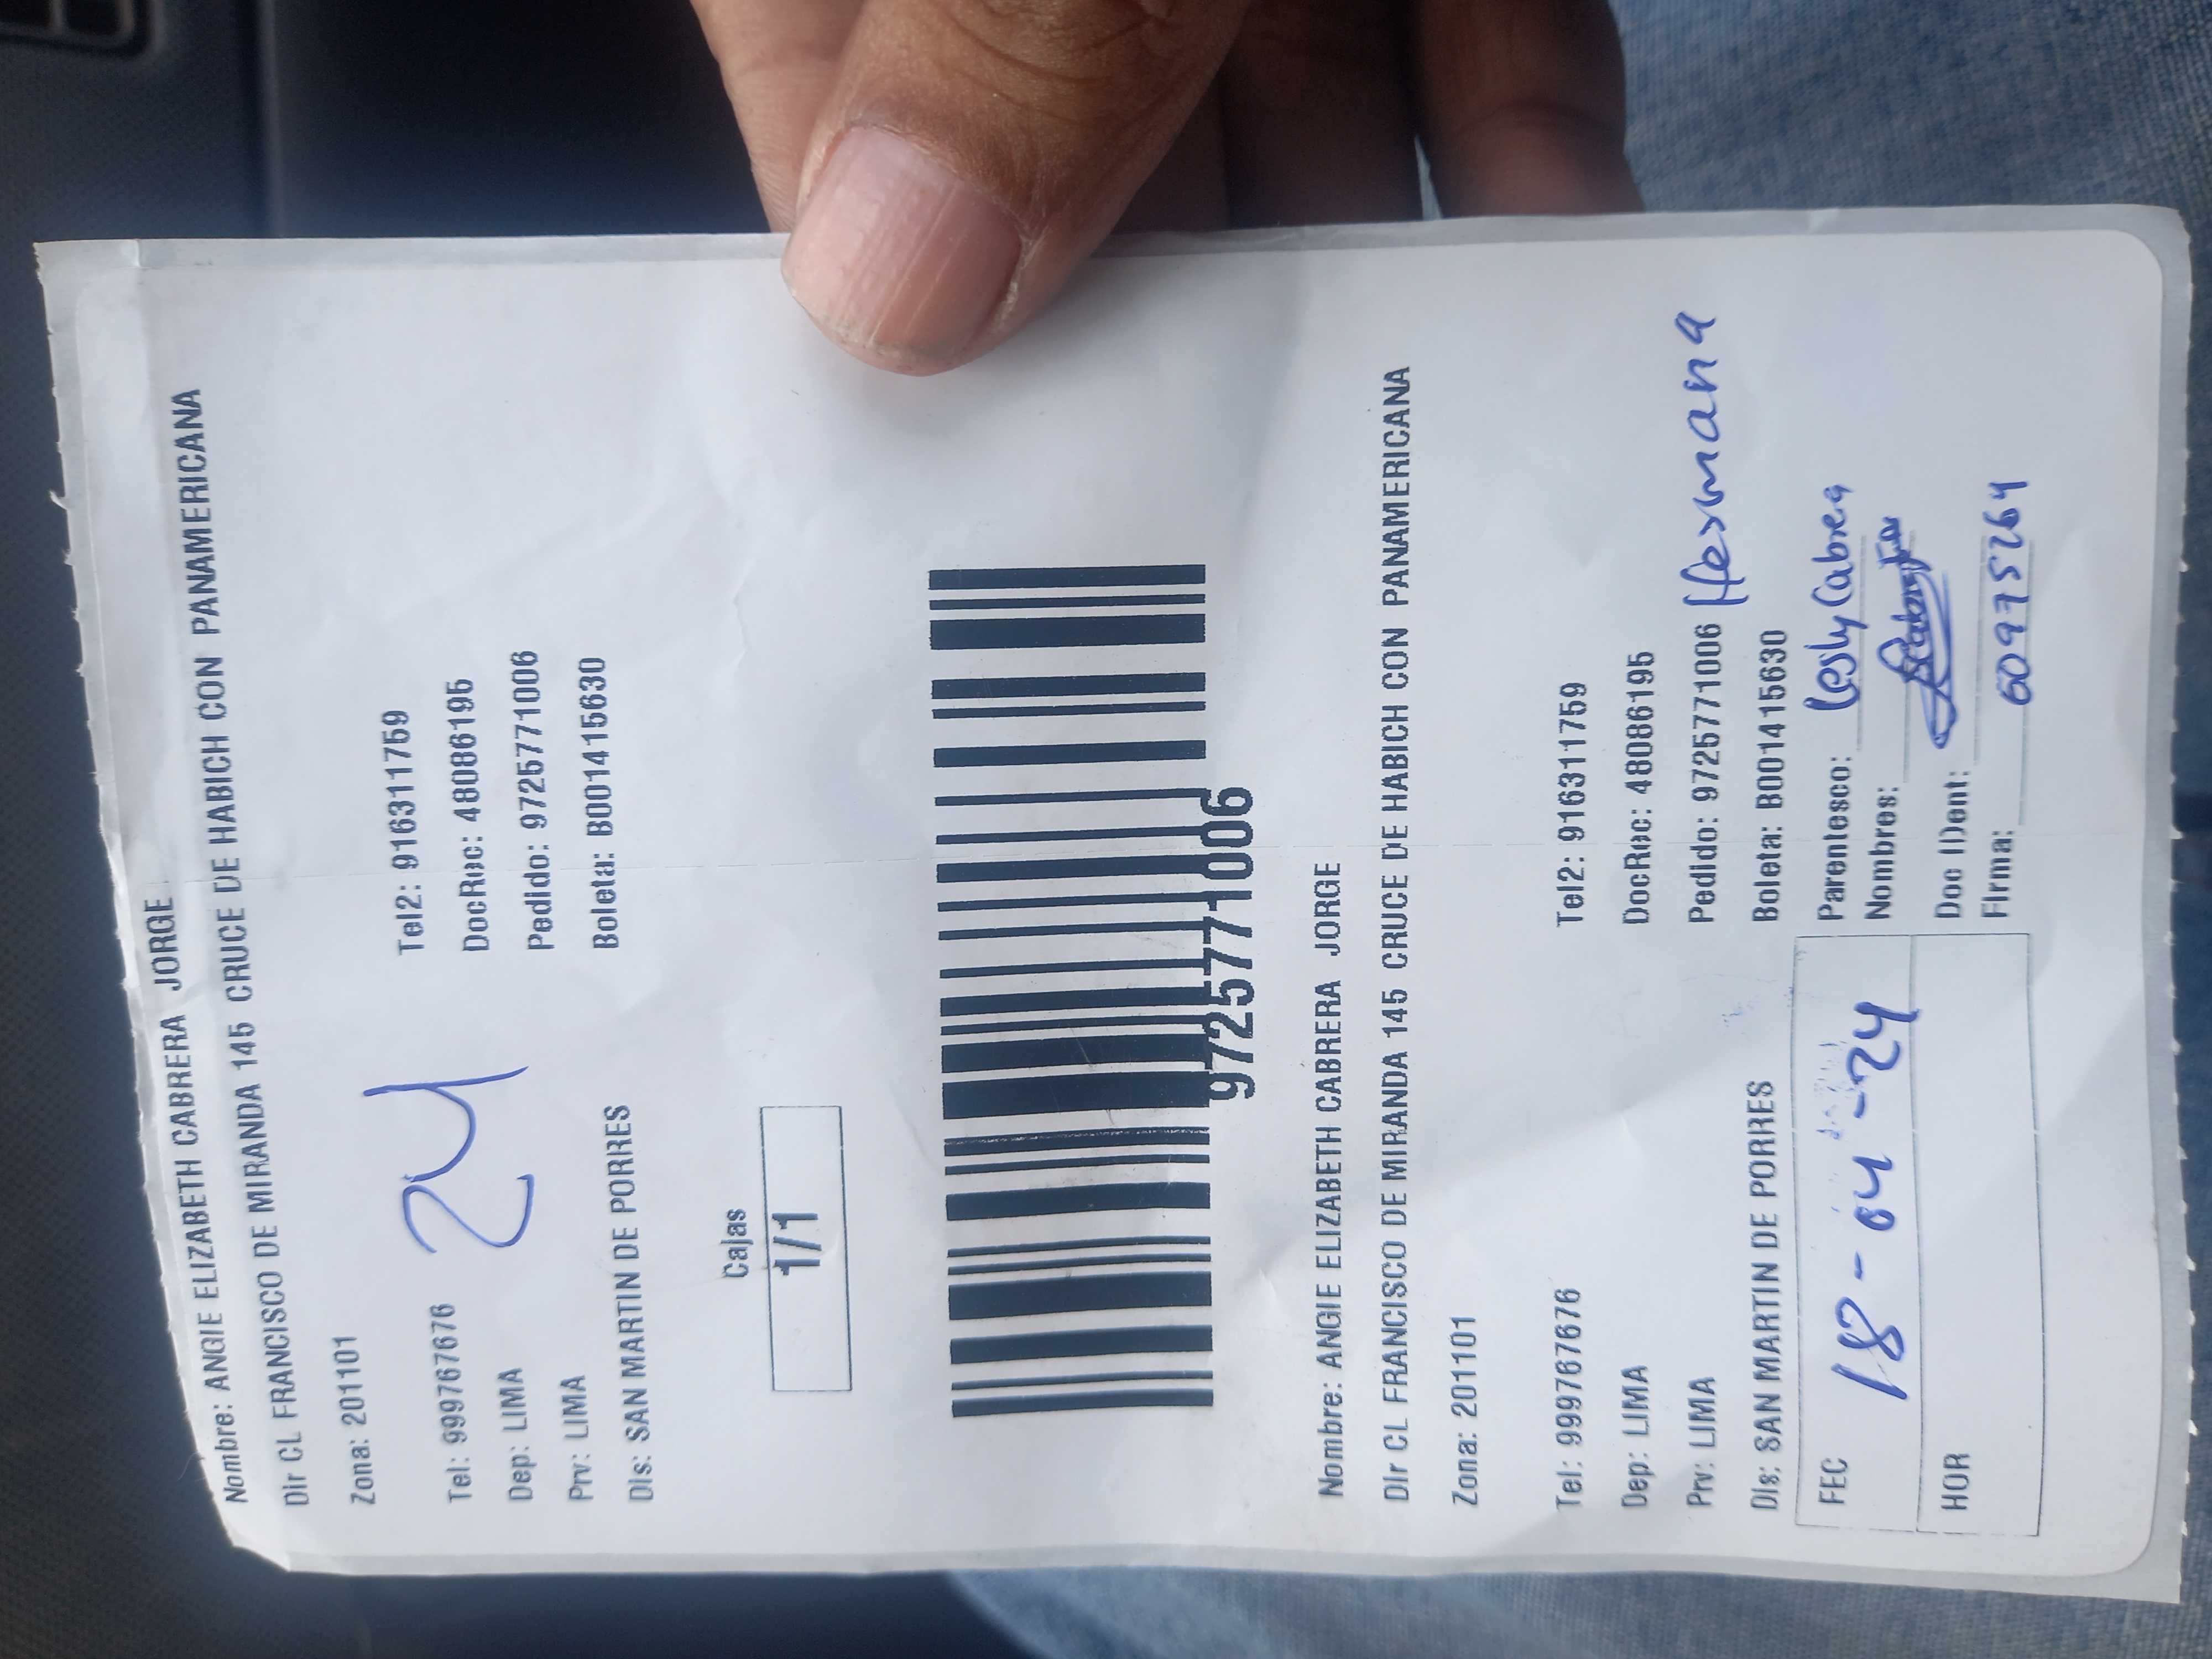 Nombre: ANGIE ELIZABETH CABRERA JORGE
Dir CL FRANCISCO DE MIRANDA 145 CRUCE DE HABICH CON PANAMERICANA
Zona: 201101
Tel: 999767676 Tel2: 916311759
24
Dep: LIMA DocRec: 48086195
Prv: LIMA Pedido: 9725771006
Dis: SAN MARTIN DE PORRES Boleta: B001415630
Cajas
1/1
9725771006
Nombre: ANGIE ELIZABETH CABRERA JORGE
Dir CL FRANCISCO DE MIRANDA 145 CRUCE DE HABICH CON PANAMERICANA
Zona: 201101
Tel: 999767676 Tel2: 916311759
Dep: LIMA DocRec: 48086195
Prv: LIMA Pedido: 9725771006 Hermana
Dis: SAN MARTIN DE PORRES Boleta: B001415630
FEC 18-04-24 Parentesco: Lesly Cabrea
Nombres:
HOR Doc IDent:
Firma: 60975264